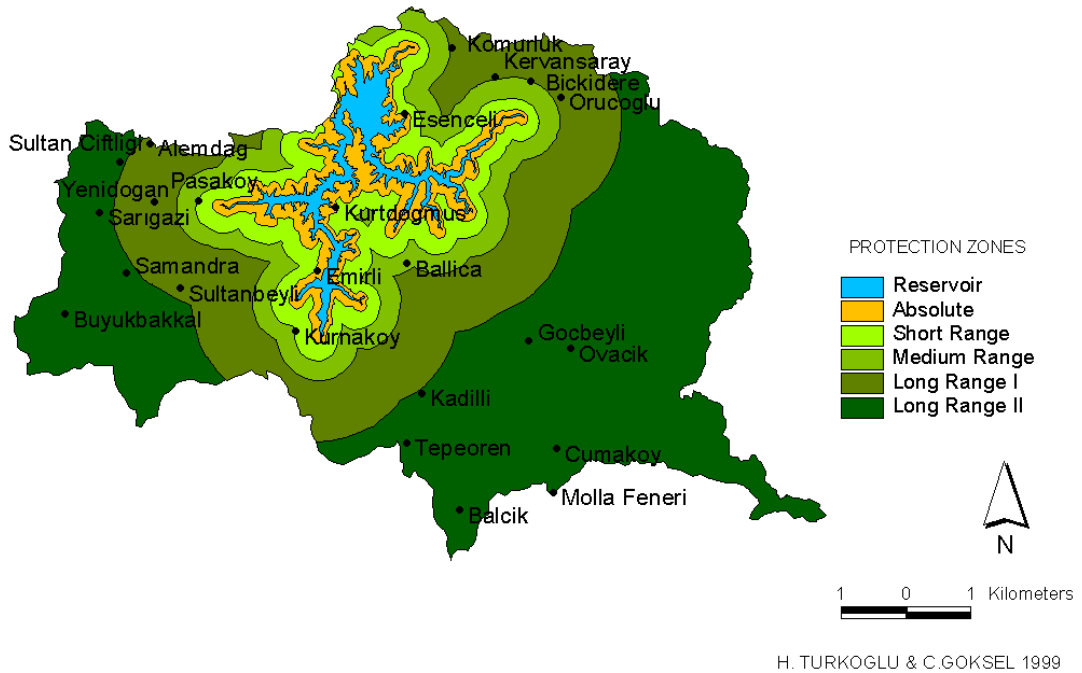 Komurluk
Kervansaray
Bickidere
Orucoglu
Esenceli
Sultan Ciftligi
Alemdag
Pasakoy
Yenidogan
Sarıgazi
Kurtdogmus
Samandra
Emirli
Ballica
Sultanbeyli
Buyukbakkal
Kurnakoy
Gocbeyli
Ovacik
Kadilli
Tepeoren
Cumakoy
Molla Feneri
Balcik
PROTECTION ZONES
Reservoir
Absolute
Short Range
Medium Range
Long Range I
Long Range II
N
1 0 1 Kilometers
H. TURKOGLU & C.GOKSEL 1999